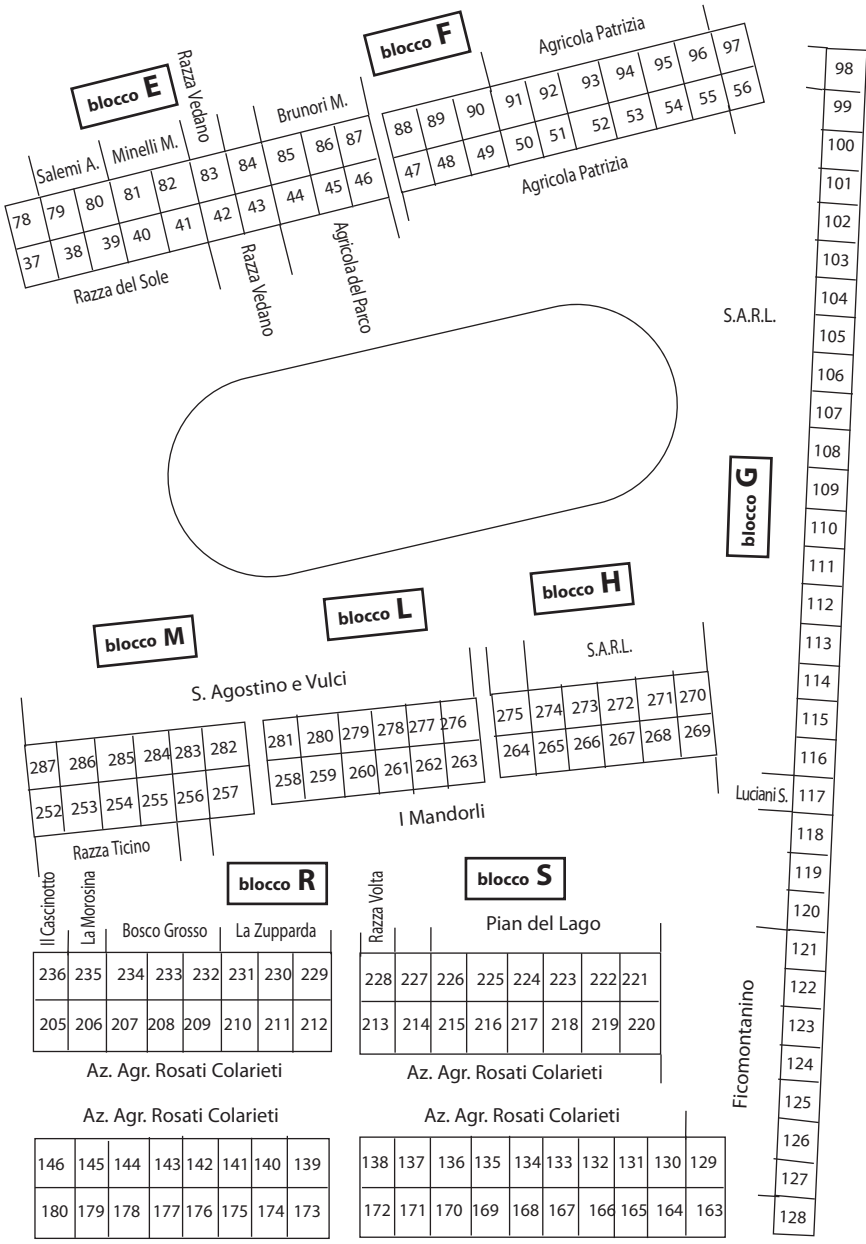 blocco F
Agricola Patrizia
blocco E
Razza Vedano
Brunori M.
Minelli M.
Salemi A.
88 89 90 91 92 93 94 95 96 97
47 48 49 50 51 52 53 54 55 56
Agricola Patrizia
78 79 80 81 82 83 84 85 86 87
37 38 39 40 41 42 43 44 45 46
Razza del Sole
Razza Vedano
Agricola del Parco
98
99
100
101
102
103
104
105
106
107
108
109
110
111
112
113
114
115
116
117
118
119
120
121
122
123
124
125
126
127
128
S.A.R.L.
blocco G
Luciani S.
Ficomontanino
blocco H
S.A.R.L.
blocco L
blocco M
S. Agostino e Vulci
275 274 273 272 271 270
264 265 266 267 268 269
281 280 279 278 277 276
258 259 260 261 262 263
287 286 285 284 283 282
252 253 254 255 256 257
I Mandorli
Razza Ticino
blocco R
Il Cascinotto
La Morosina
Bosco Grosso
La Zupparda
236 235 234 233 232 231 230 229
205 206 207 208 209 210 211 212
Az. Agr. Rosati Colarieti
blocco S
Razza Volta
Pian del Lago
228 227 226 225 224 223 222 221
213 214 215 216 217 218 219 220
Az. Agr. Rosati Colarieti
Az. Agr. Rosati Colarieti
146 145 144 143 142 141 140 139
180 179 178 177 176 175 174 173
Az. Agr. Rosati Colarieti
138 137 136 135 134 133 132 131 130 129
172 171 170 169 168 167 166 165 164 163